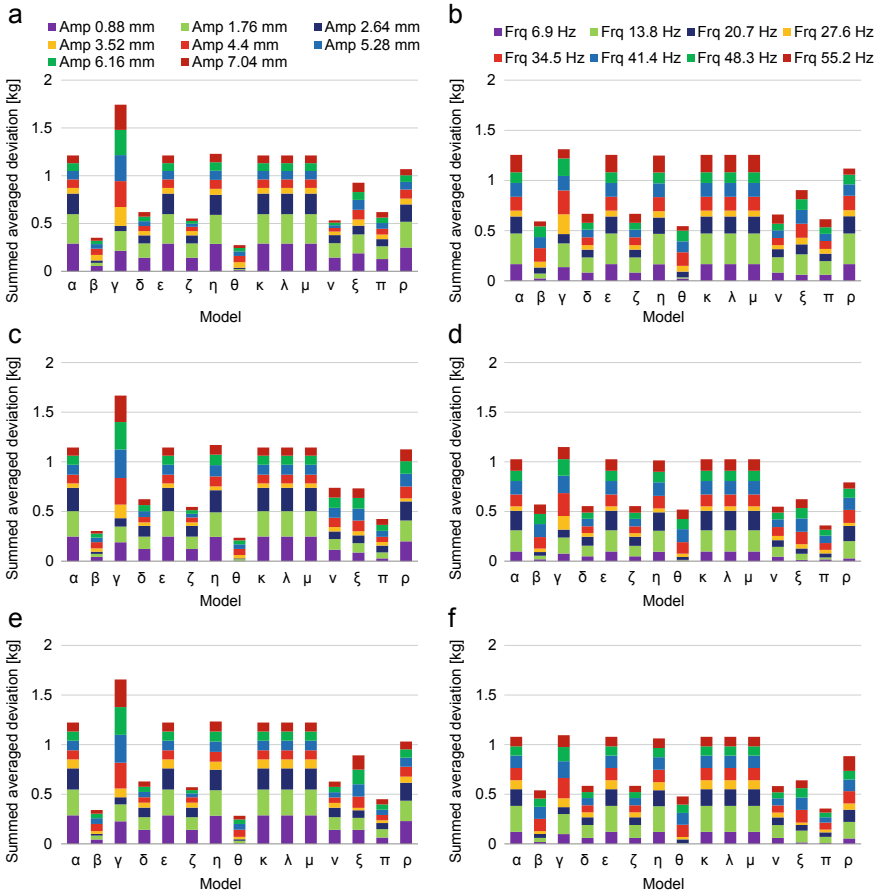 a
Amp 0.88 mm Amp 1.76 mm Amp 2.64 mm
Amp 3.52 mm Amp 4.4 mm Amp 5.28 mm
Amp 6.16 mm Amp 7.04 mm
Summed averaged deviation [kg]
2
1.5
1
0.5
0
α β γ δ ε ζ η θ κ λ μ ν ξ π ρ
Model
b
Frq 6.9 Hz Frq 13.8 Hz Frq 20.7 Hz Frq 27.6 Hz
Frq 34.5 Hz Frq 41.4 Hz Frq 48.3 Hz Frq 55.2 Hz
Summed averaged deviation [kg]
2
1.5
1
0.5
0
α β γ δ ε ζ η θ κ λ μ ν ξ π ρ
Model
c
Summed averaged deviation [kg]
2
1.5
1
0.5
0
α β γ δ ε ζ η θ κ λ μ ν ξ π ρ
Model
d
Summed averaged deviation [kg]
2
1.5
1
0.5
0
α β γ δ ε ζ η θ κ λ μ ν ξ π ρ
Model
e
Summed averaged deviation [kg]
2
1.5
1
0.5
0
α β γ δ ε ζ η θ κ λ μ ν ξ π ρ
Model
f
Summed averaged deviation [kg]
2
1.5
1
0.5
0
α β γ δ ε ζ η θ κ λ μ ν ξ π ρ
Model